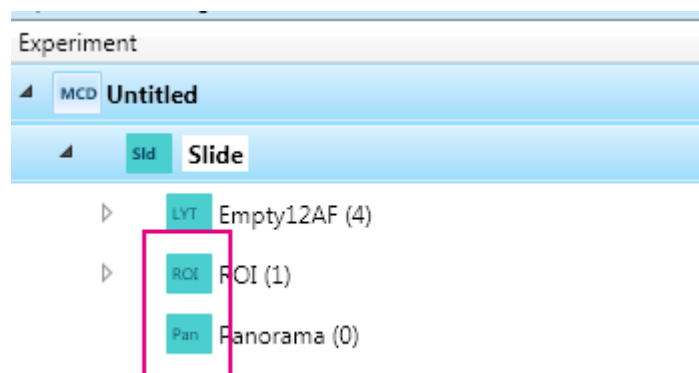 Experiment
MCD Untitled
Sld Slide
LYT Empty12AF (4)
ROI ROI (1)
Pan Panorama (0)